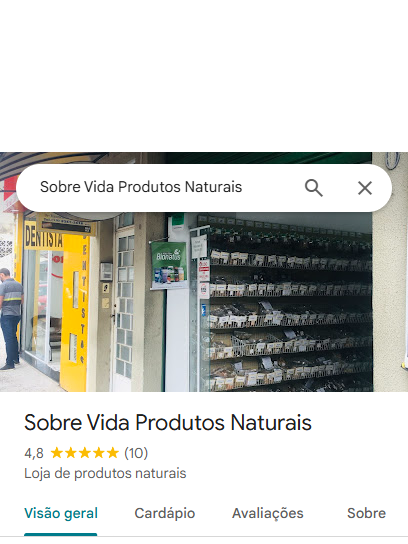 Sobre Vida Produtos Naturais
DENTISTA
DENTISTA
Bionatus
Sobre Vida Produtos Naturais
4,8 ★★★★★ (10)
Loja de produtos naturais
Visão geral Cardápio Avaliações Sobre